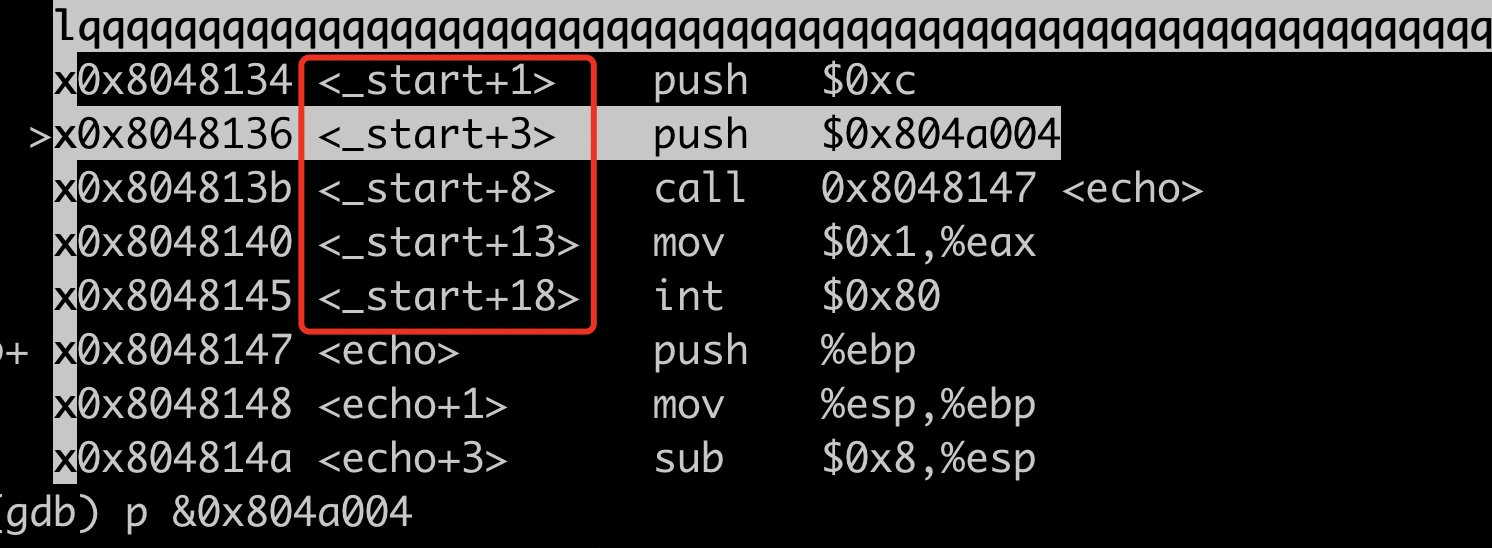 lqqqqqqqqqqqqqqqqqqqqqqqqqqqqqqqqqqqqqqqqqqqqqqqqqqqqqqqqqqq
x0x8048134 <_start+1>    push   $0xc
>x0x8048136 <_start+3>    push   $0x804a004
x0x804813b <_start+8>    call   0x8048147 <echo>
x0x8048140 <_start+13>   mov    $0x1,%eax
x0x8048145 <_start+18>   int    $0x80
+ x0x8048147 <echo>        push   %ebp
x0x8048148 <echo+1>      mov    %esp,%ebp
x0x804814a <echo+3>      sub    $0x8,%esp
(gdb) p &0x804a004